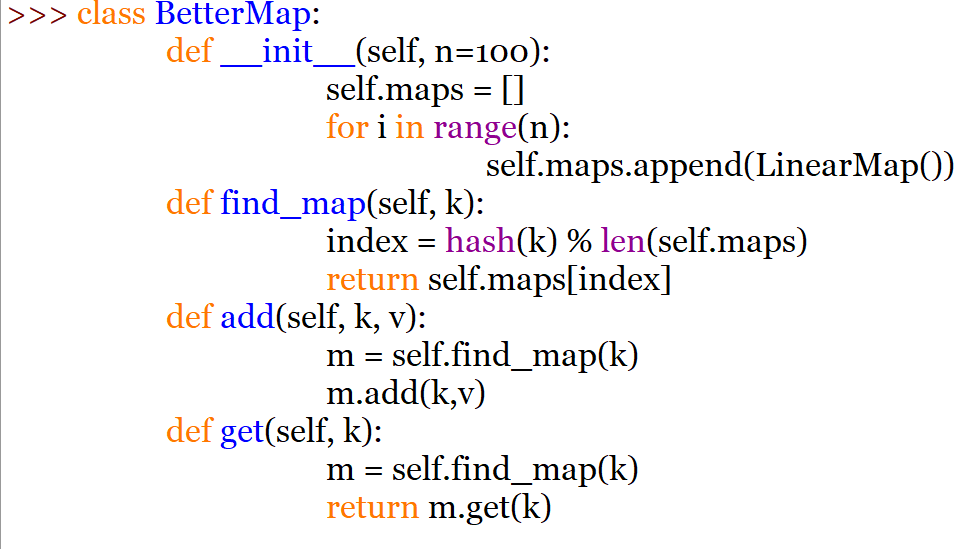 >>> class BetterMap:
def __init__(self, n=100):
self.maps = []
for i in range(n):
self.maps.append(LinearMap())
def find_map(self, k):
index = hash(k) % len(self.maps)
return self.maps[index]
def add(self, k, v):
m = self.find_map(k)
m.add(k,v)
def get(self, k):
m = self.find_map(k)
return m.get(k)